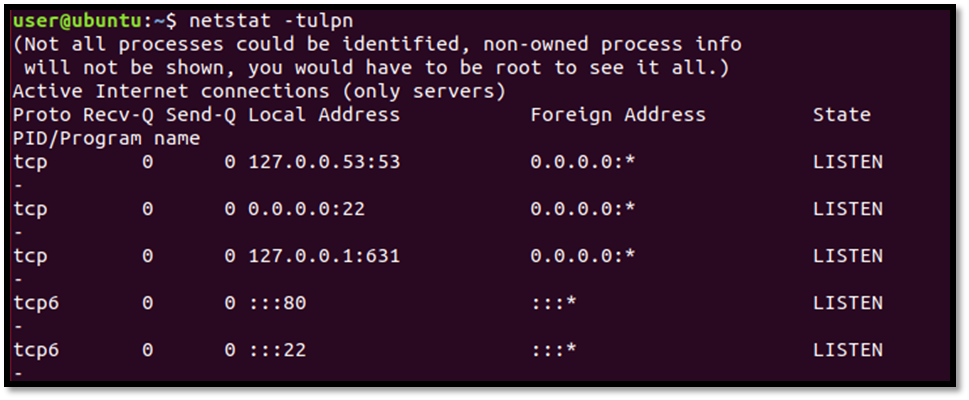 user@ubuntu:~$ netstat -tulpn
(Not all processes could be identified, non-owned process info
 will not be shown, you would have to be root to see it all.)
Active Internet connections (only servers)
Proto Recv-Q Send-Q Local Address           Foreign Address         State
PID/Program name
tcp        0      0 127.0.0.53:53           0.0.0.0:*               LISTEN
-
tcp        0      0 0.0.0.0:22              0.0.0.0:*               LISTEN
-
tcp        0      0 127.0.0.1:631           0.0.0.0:*               LISTEN
-
tcp6       0      0 :::80                   :::*                    LISTEN
-
tcp6       0      0 :::22                   :::*                    LISTEN
-